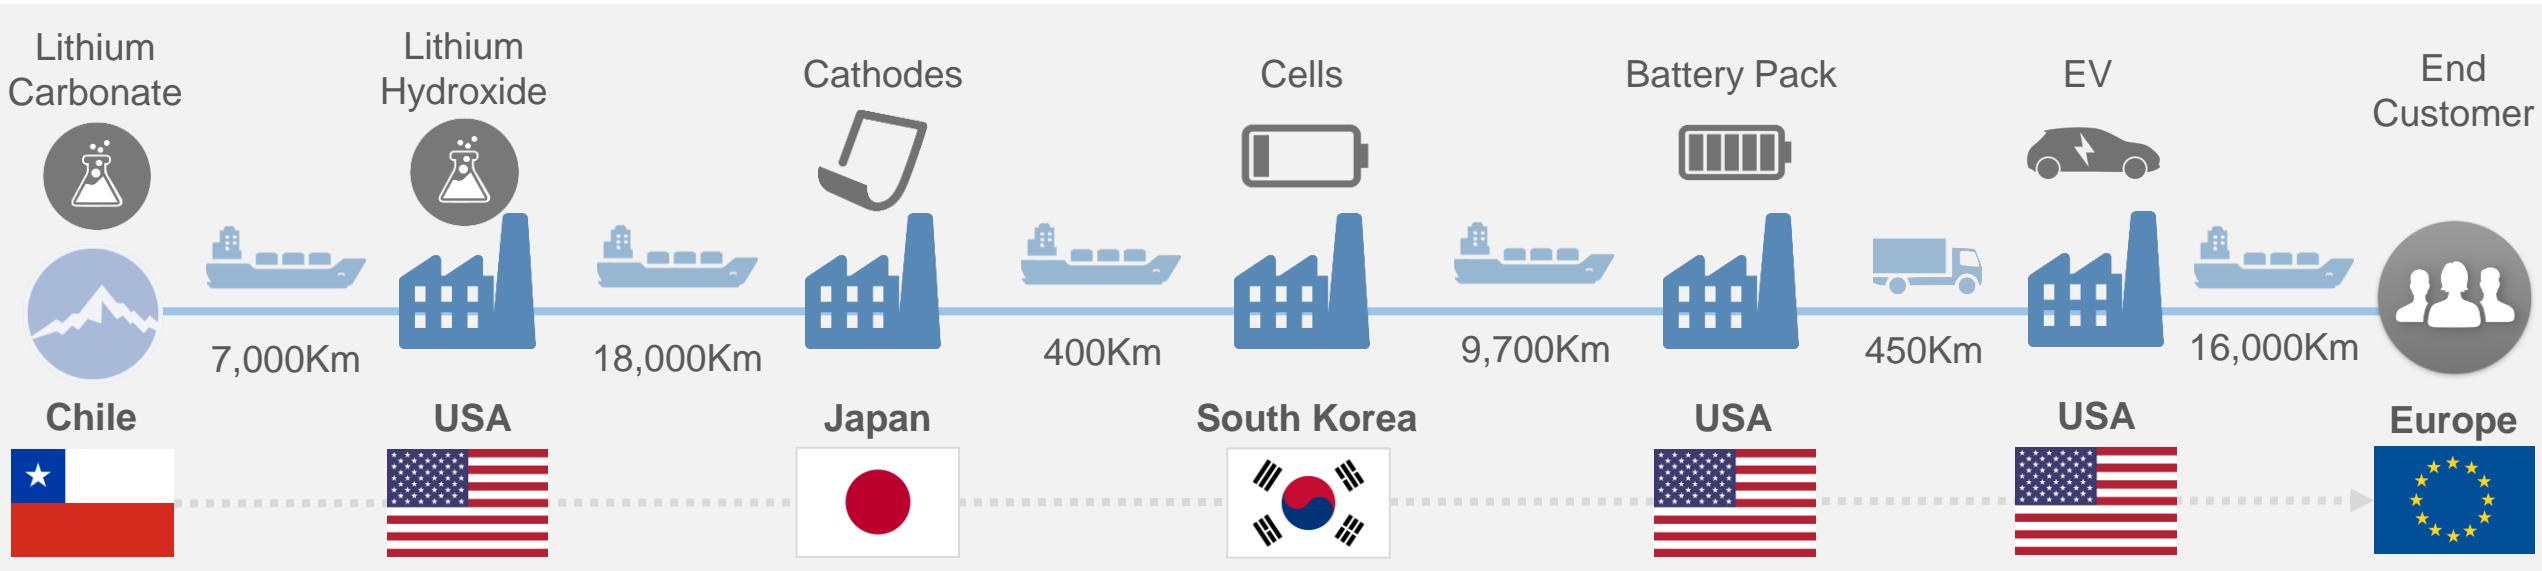 Lithium
Carbonate
Lithium
Hydroxide
Cathodes
Cells
Battery Pack
EV
End
Customer
7,000Km
18,000Km
400Km
9,700Km
450Km
16,000Km
Chile
USA
Japan
South Korea
USA
USA
Europe